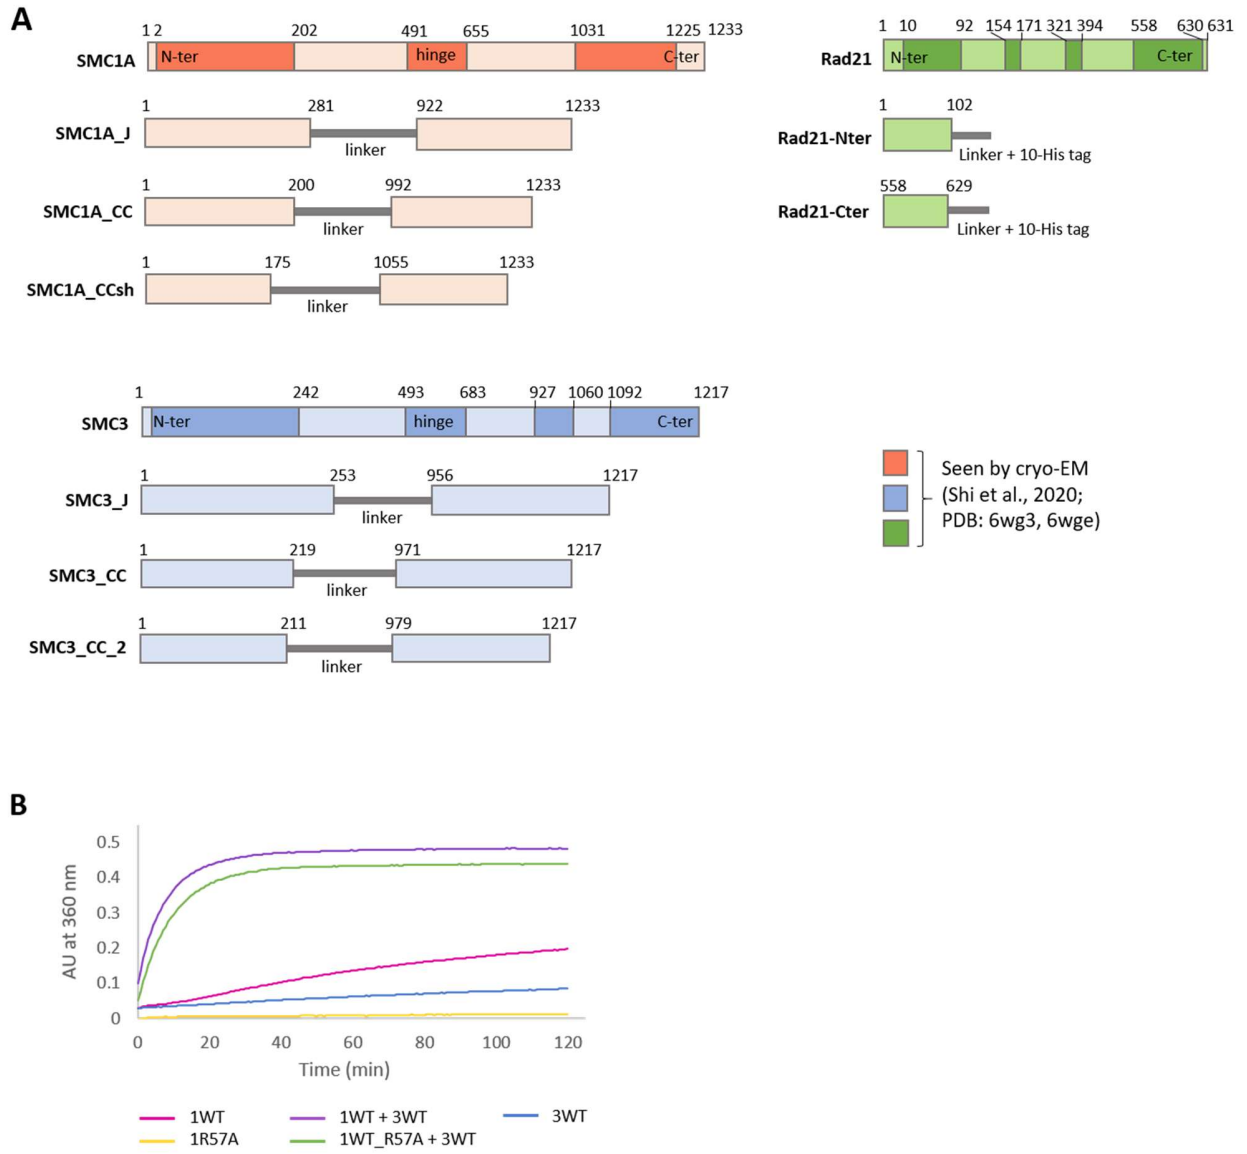 A
1 2 202 491 655 1031 1225 1233
SMC1A N-ter hinge C-ter
1 281 922 1233
SMC1A_J
linker
1 200 992 1233
SMC1A_CC
linker
1 175 1055 1233
SMC1A_CCsh
linker
1 10 92 154 171 321 394 558 630 631
Rad21 N-ter C-ter
1 102
Rad21-Nter
Linker + 10-His tag
558 629
Rad21-Cter
Linker + 10-His tag
1 242 493 683 927 1060 1092 1217
SMC3 N-ter hinge C-ter
1 253 956 1217
SMC3_J
linker
1 219 971 1217
SMC3_CC
linker
1 211 979 1217
SMC3_CC_2
linker
Seen by cryo-EM
(Shi et al., 2020;
PDB: 6wg3, 6wge)
B
AU at 360 nm
0.5
0.4
0.3
0.2
0.1
0
0 20 40 60 80 100 120
Time (min)
1WT 1WT + 3WT 3WT
1R57A 1WT_R57A + 3WT